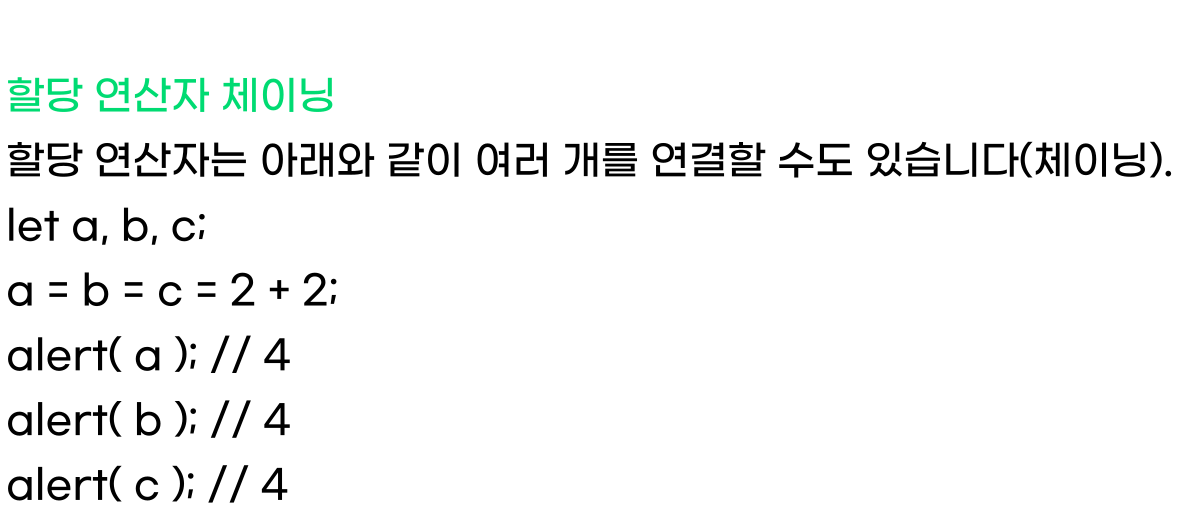 할당 연산자 체이닝
할당 연산자는 아래와 같이 여러 개를 연결할 수도 있습니다(체이닝).
let a, b, c;
a = b = c = 2 + 2;
alert( a ); // 4
alert( b ); // 4
alert( c ); // 4